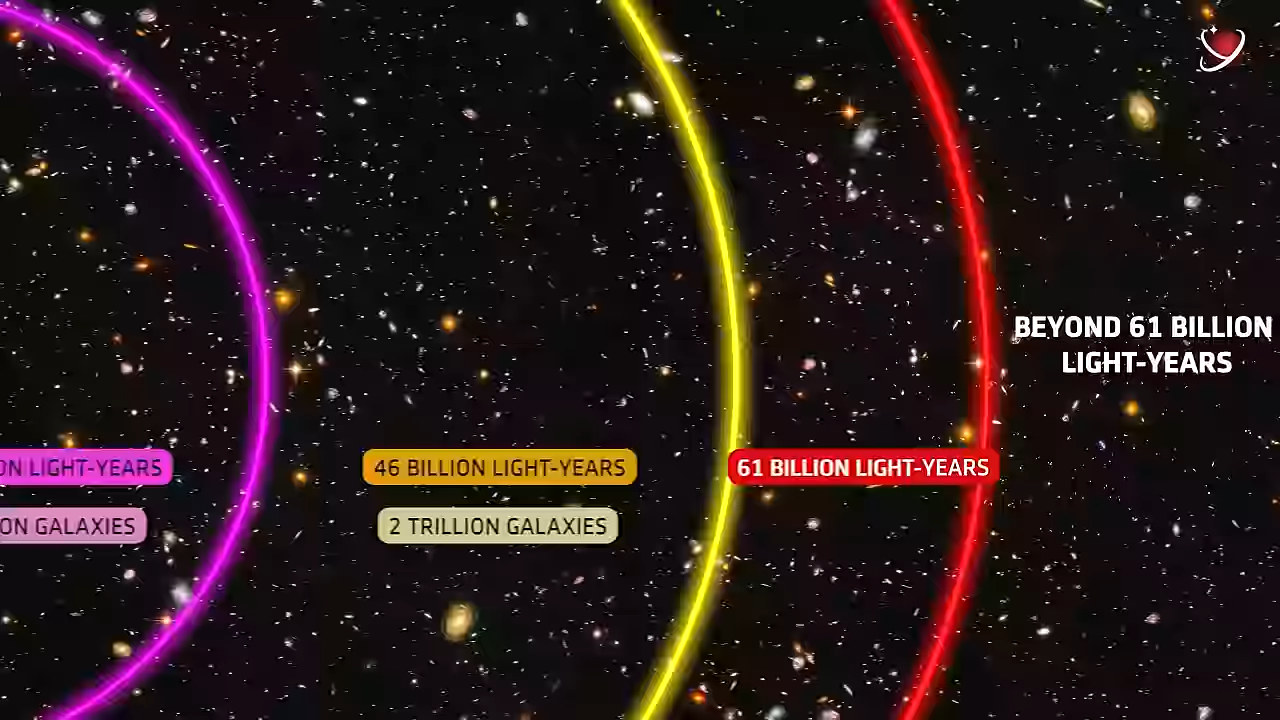 BEYOND 61 BILLION
LIGHT-YEARS
ON LIGHT-YEARS
46 BILLION LIGHT-YEARS
61 BILLION LIGHT-YEARS
ON GALAXIES
2 TRILLION GALAXIES